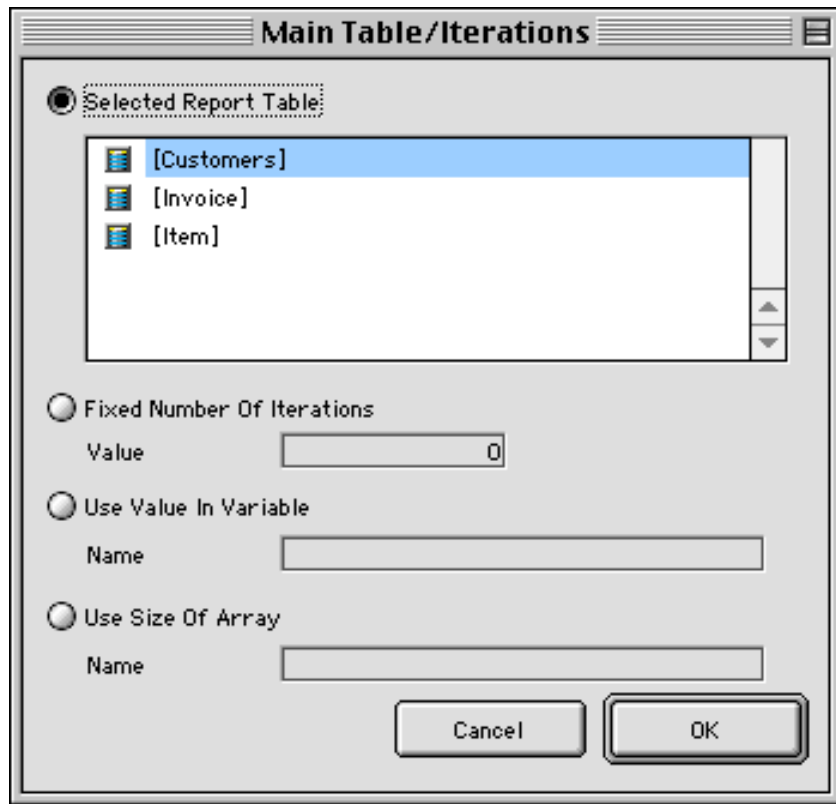 Main Table/Iterations
Selected Report Table
[Customers]
[Invoice]
[Item]
Fixed Number Of Iterations
Value 0
Use Value In Variable
Name
Use Size Of Array
Name
Cancel OK